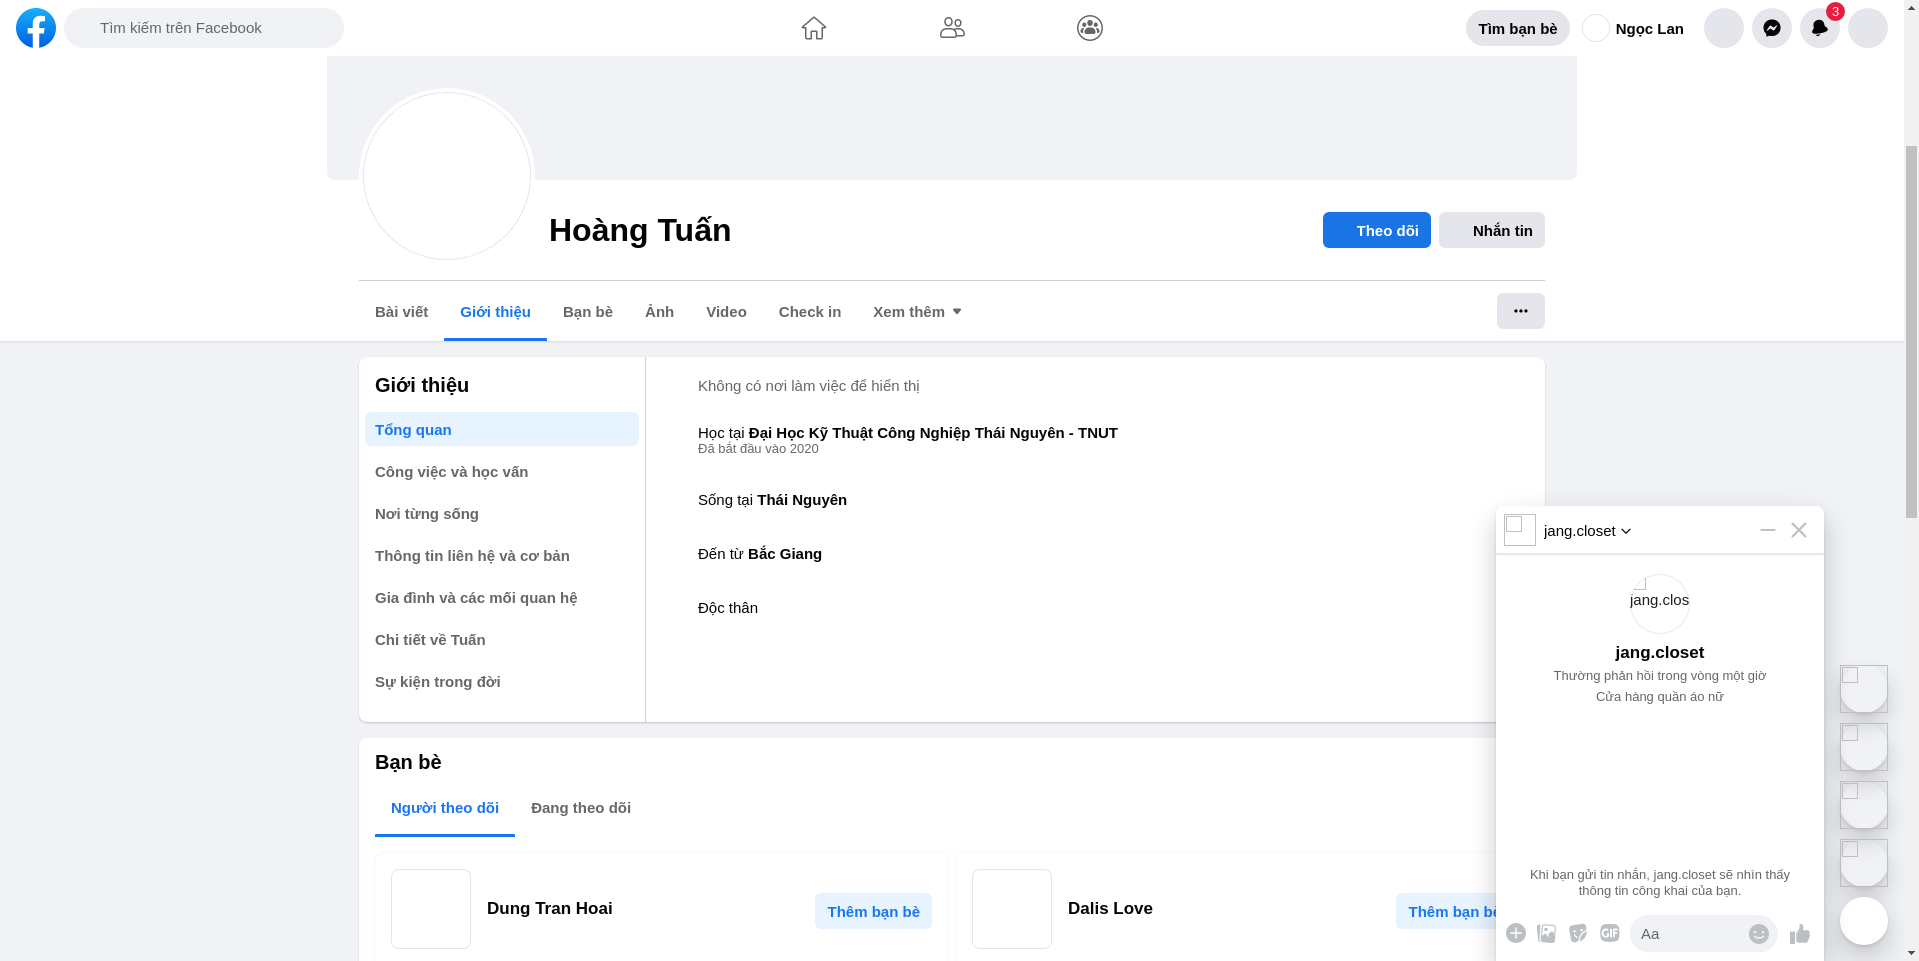 Tìm kiếm trên Facebook
Tìm bạn bè
Ngọc Lan
3
Hoàng Tuấn
Theo dõi
Nhắn tin
Bài viết
Giới thiệu
Bạn bè
Ảnh
Video
Check in
Xem thêm
Giới thiệu
Tổng quan
Công việc và học vấn
Nơi từng sống
Thông tin liên hệ và cơ bản
Gia đình và các mối quan hệ
Chi tiết về Tuấn
Sự kiện trong đời
Không có nơi làm việc để hiển thị
Học tại Đại Học Kỹ Thuật Công Nghiệp Thái Nguyên - TNUT
Đã bắt đầu vào 2020
Sống tại Thái Nguyên
Đến từ Bắc Giang
Độc thân
Bạn bè
Người theo dõi
Đang theo dõi
Dung Tran Hoai
Thêm bạn bè
Dalis Love
Thêm bạn bè
jang.closet
jang.clos
jang.closet
Thường phản hồi trong vòng một giờ
Cửa hàng quần áo nữ
Khi bạn gửi tin nhắn, jang.closet sẽ nhìn thấy
thông tin công khai của bạn.
GIF
Aa